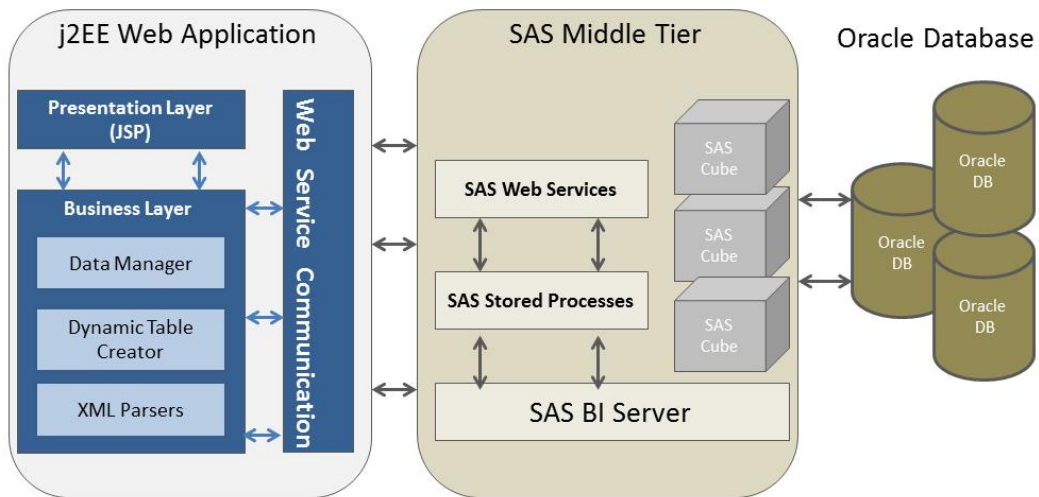 j2EE Web Application
Presentation Layer
(JSP)
Business Layer
Data Manager
Dynamic Table
Creator
XML Parsers
Web Service Communication
SAS Middle Tier
SAS Web Services
SAS Stored Processes
SAS BI Server
SAS
Cube
SAS
Cube
SAS
Cube
Oracle Database
Oracle
DB
Oracle
DB
Oracle
DB